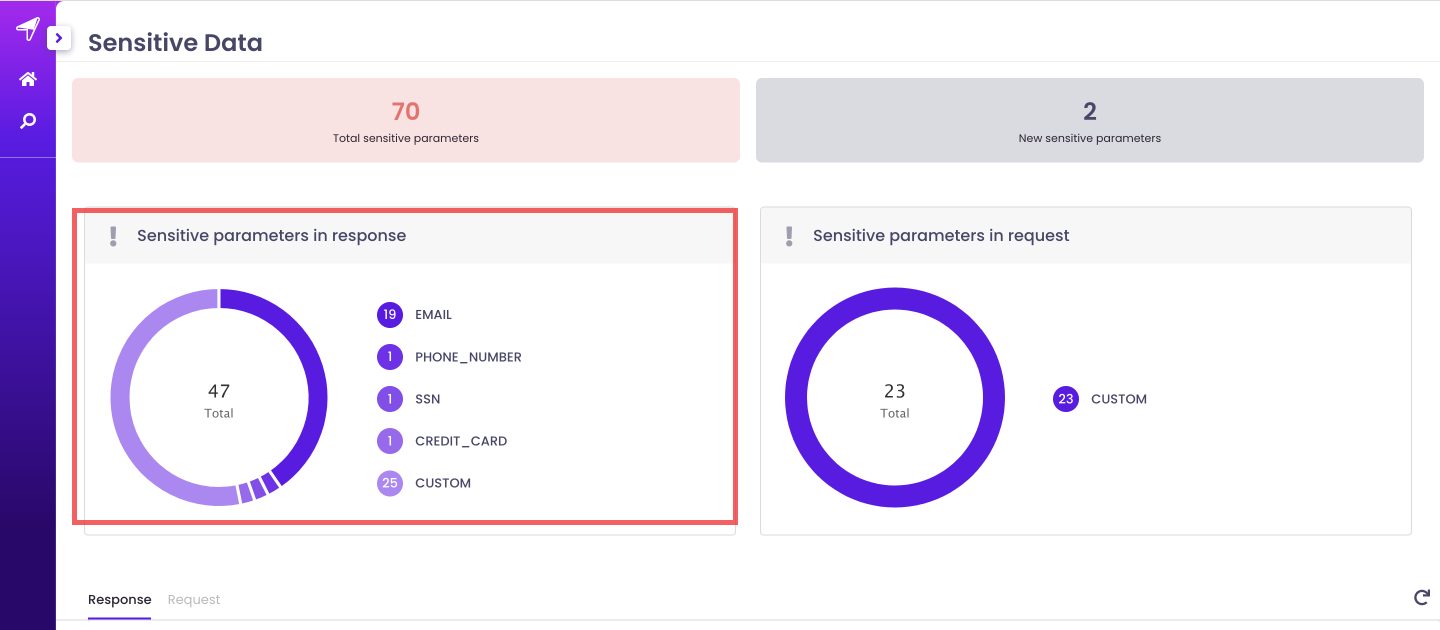 Sensitive Data
70
Total sensitive parameters
2
New sensitive parameters
Sensitive parameters in response
47
Total
19 EMAIL
1 PHONE_NUMBER
1 SSN
1 CREDIT_CARD
25 CUSTOM
Sensitive parameters in request
23
Total
23 CUSTOM
Response Request